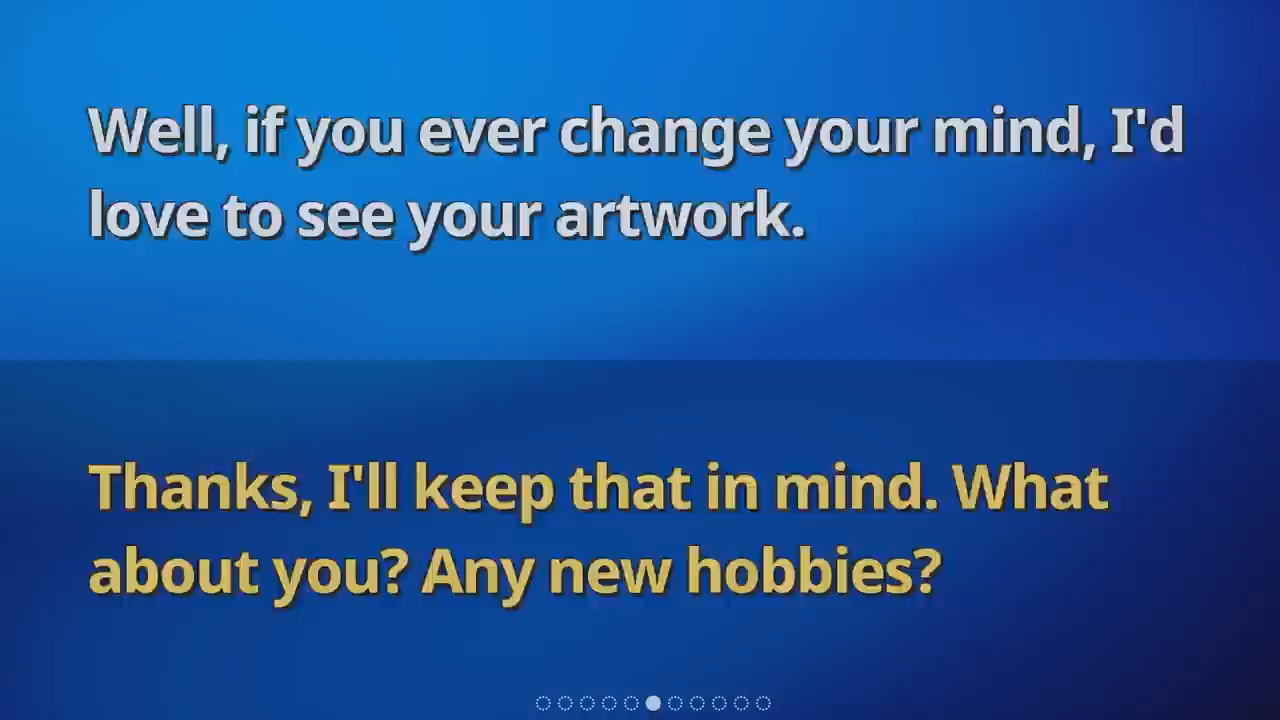 Well, if you ever change your mind, I'd
love to see your artwork.
Thanks, I'll keep that in mind. What
about you? Any new hobbies?